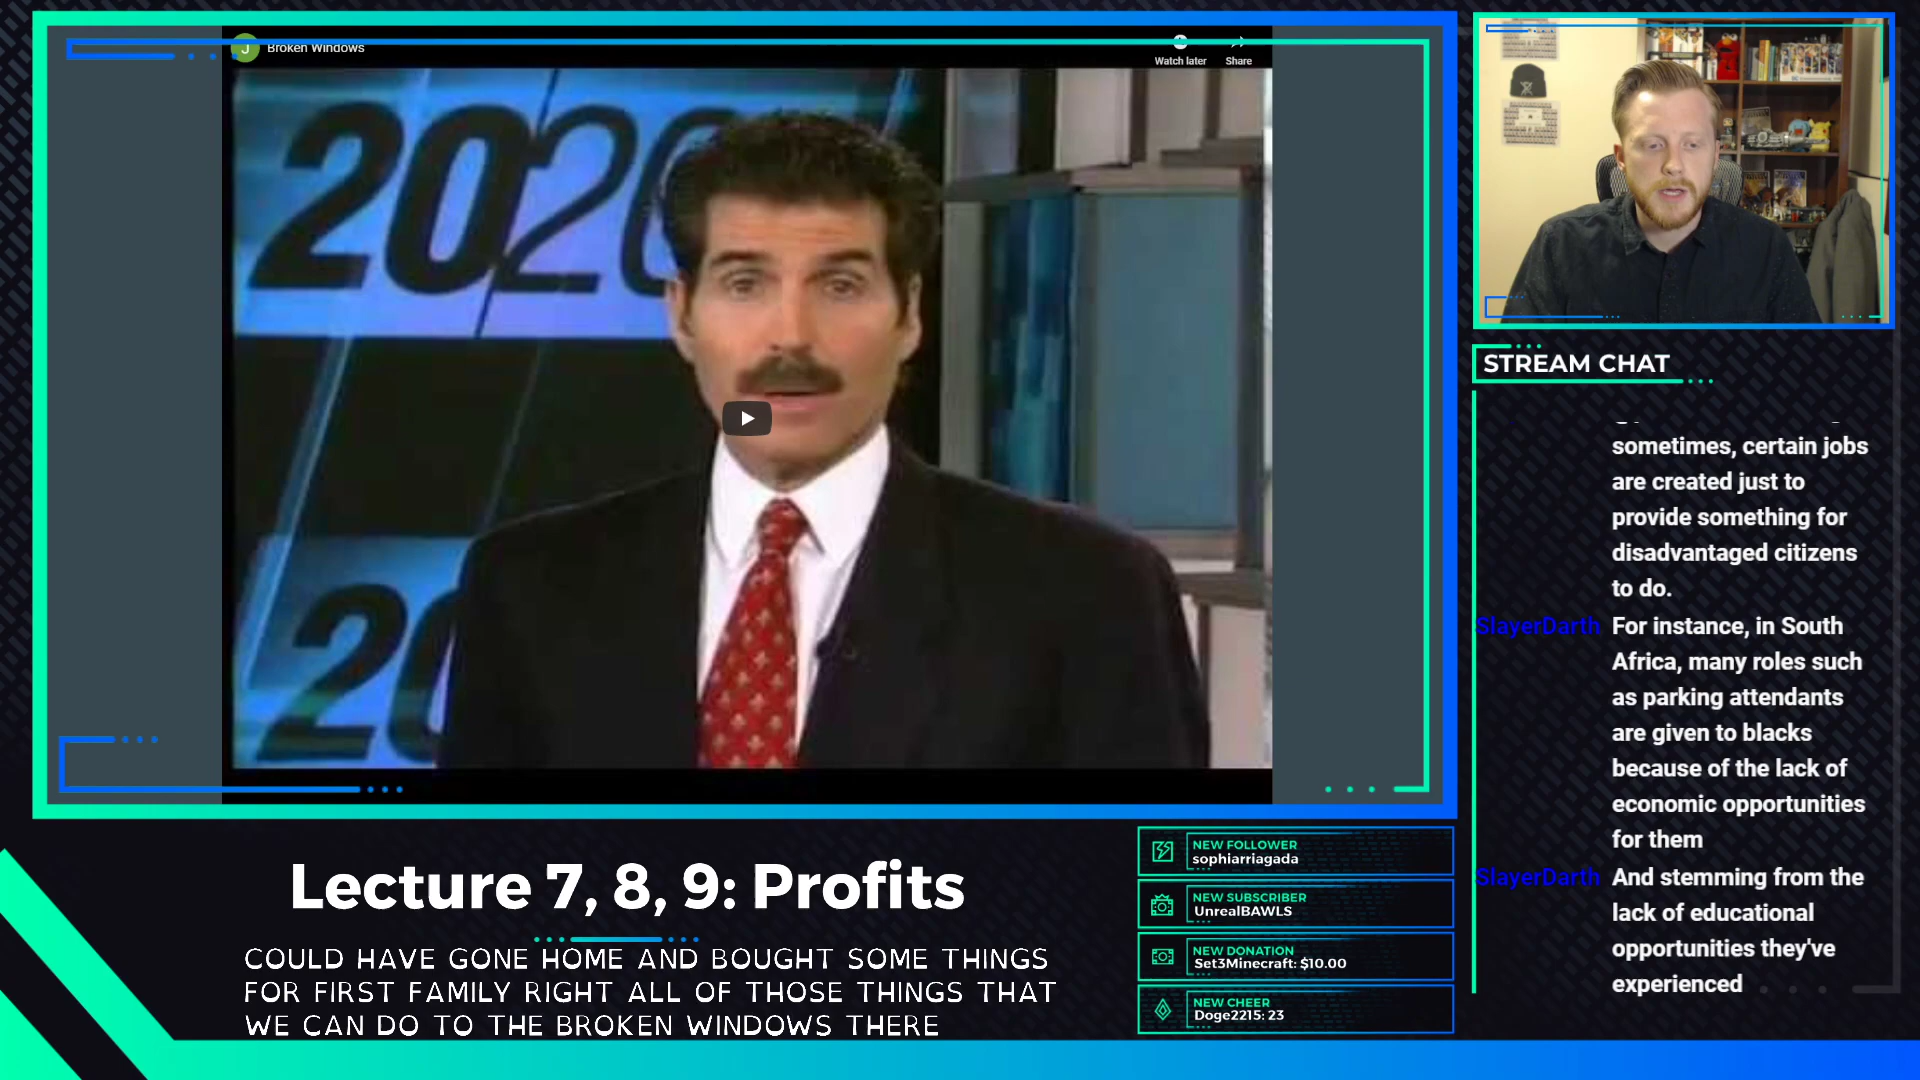 J
Broken Windows
Watch later
Share
2020
20
STREAM CHAT
sometimes, certain jobs
are created just to
provide something for
disadvantaged citizens
to do.
SlayerDarth For instance, in South
Africa, many roles such
as parking attendants
are given to blacks
because of the lack of
economic opportunities
for them
SlayerDarth And stemming from the
lack of educational
opportunities they've
experienced
Lecture 7, 8, 9: Profits
COULD HAVE GONE HOME AND BOUGHT SOME THINGS
FOR FIRST FAMILY RIGHT ALL OF THOSE THINGS THAT
WE CAN DO TO THE BROKEN WINDOWS THERE
NEW FOLLOWER
sophiarriagada
NEW SUBSCRIBER
UnrealBAWLS
NEW DONATION
Set3Minecraft: $10.00
NEW CHEER
Doge2215: 23